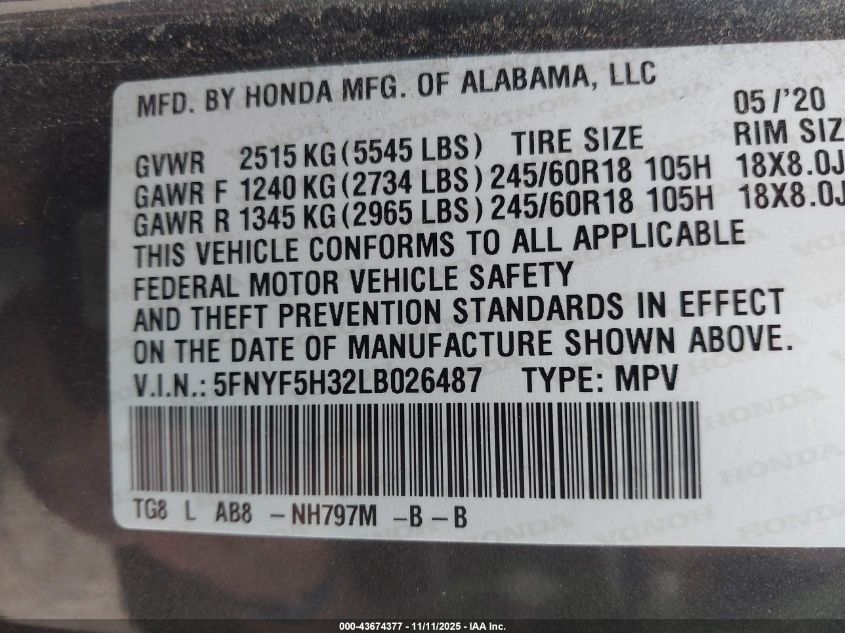 MFD. BY HONDA MFG. OF ALABAMA, LLC 05/'20
GVWR 2515 KG (5545 LBS) TIRE SIZE RIM SIZ
GAWR F 1240 KG (2734 LBS) 245/60R18 105H 18X8.0J
GAWR R 1345 KG (2965 LBS) 245/60R18 105H 18X8.0J
THIS VEHICLE CONFORMS TO ALL APPLICABLE
FEDERAL MOTOR VEHICLE SAFETY
AND THEFT PREVENTION STANDARDS IN EFFECT
ON THE DATE OF MANUFACTURE SHOWN ABOVE.
V.I.N.: 5FNYF5H32LB026487 TYPE: MPV
TG8 L AB8 -NH797M -B-B
000-43674377 - 11/11/2025 - IAA Inc.